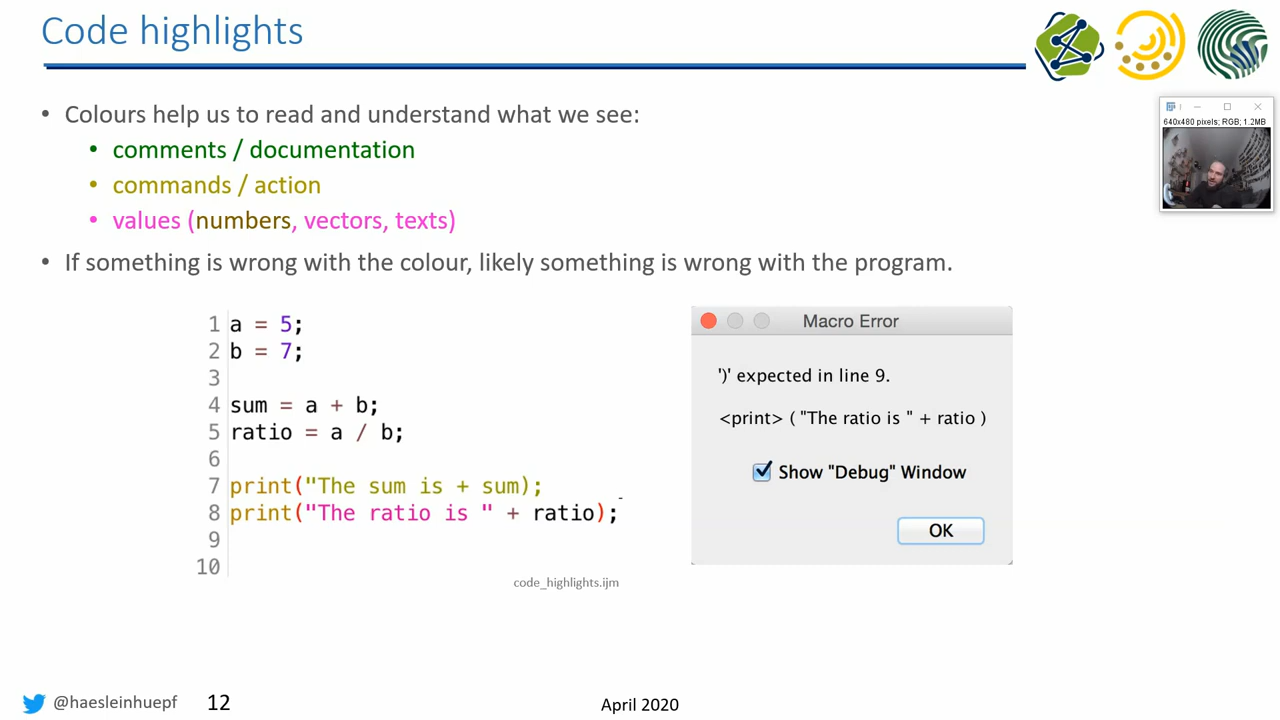 Code highlights
640x480 pixels; RGB; 1.2MB
• Colours help us to read and understand what we see:
• comments / documentation
• commands / action
• values (numbers, vectors, texts)
• If something is wrong with the colour, likely something is wrong with the program.
1 a = 5;
2 b = 7;
3
4 sum = a + b;
5 ratio = a / b;
6
7 print("The sum is + sum);
8 print("The ratio is " + ratio);
9
10
code_highlights.ijm
Macro Error
')' expected in line 9.
<print> ( "The ratio is " + ratio )
Show "Debug" Window
OK
@haesleinhuepf
12
April 2020